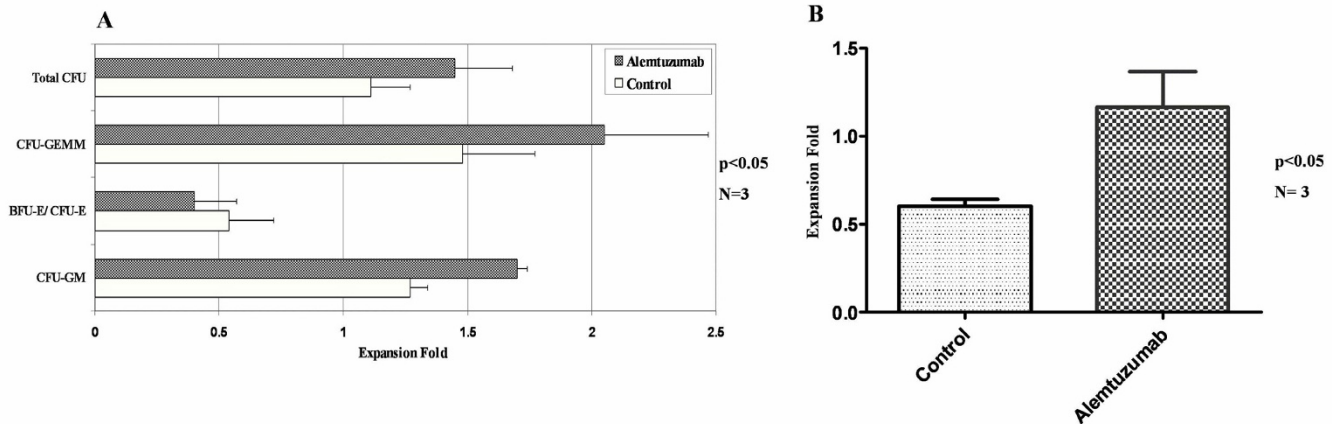 A
Total CFU
CFU-GEMM
BFU-E/ CFU-E
CFU-GM
Alemtuzumab
Control
p<0.05
N=3
0 0.5 1 1.5 2 2.5
Expansion Fold
B
1.5
1.0
0.5
0.0
Expansion Fold
Control
Alemtuzumab
p<0.05
N= 3